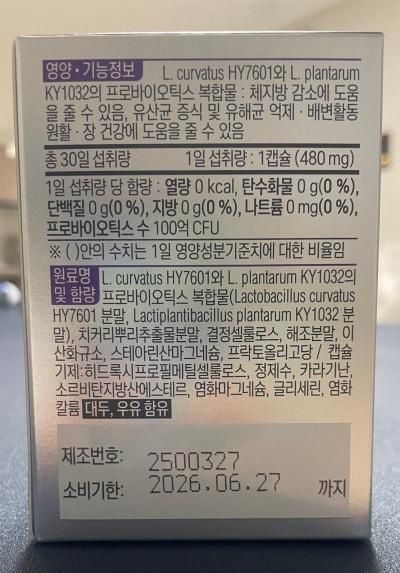 영양·기능정보 L. curvatus HY7601와 L. plantarum
KY1032의 프로바이오틱스 복합물 : 체지방 감소에 도움
을 줄 수 있음, 유산균 증식 및 유해균 억제·배변활동
원활·장 건강에 도움을 줄 수 있음
총 30일 섭취량 1일 섭취량 : 1캡슐 (480 mg)
1일 섭취량 당 함량 : 열량 0 kcal, 탄수화물 0 g(0 %),
단백질 0 g(0 %), 지방 0 g(0 %), 나트륨 0 mg(0 %),
프로바이오틱스 수 100억 CFU
※ ( )안의 수치는 1일 영양성분기준치에 대한 비율임
원료명 및 함량 L. curvatus HY7601와 L. plantarum KY1032의
프로바이오틱스 복합물(Lactobacillus curvatus
HY7601 분말, Lactiplantibacillus plantarum KY1032 분
말), 치커리뿌리추출물분말, 결정셀룰로스, 해조분말, 이
산화규소, 스테아린산마그네슘, 프락토올리고당 / 캡슐
기제:히드록시프로필메틸셀룰로스, 정제수, 카라기난,
소르비탄지방산에스테르, 염화마그네슘, 글리세린, 염화
칼륨 대두, 우유 함유
제조번호: 2500327
소비기한: 2026.06.27 까지